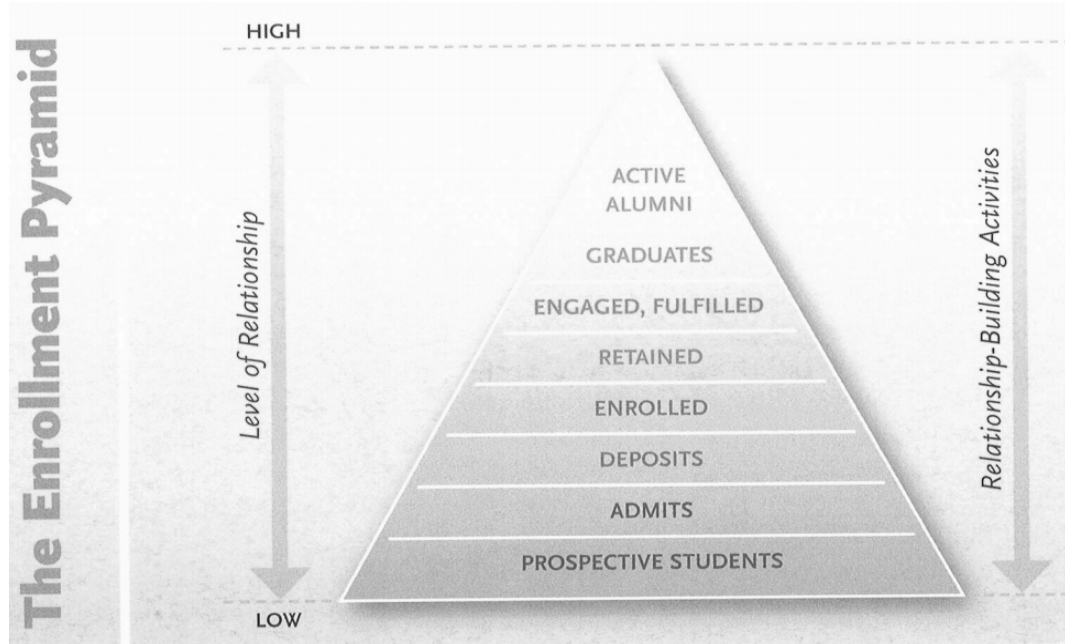 The Enrollment Pyramid
HIGH
Level of Relationship
ACTIVE
ALUMNI
GRADUATES
ENGAGED, FULFILLED
RETAINED
ENROLLED
DEPOSITS
ADMITS
PROSPECTIVE STUDENTS
Relationship-Building Activities
LOW